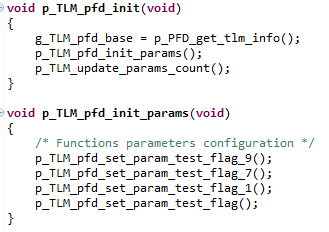 void p_TLM_pfd_init(void)
{
    g_TLM_pfd_base = p_PFD_get_tlm_info();
    p_TLM_pfd_init_params();
    p_TLM_update_params_count();
}

void p_TLM_pfd_init_params(void)
{
    /* Functions parameters configuration */
    p_TLM_pfd_set_param_test_flag_9();
    p_TLM_pfd_set_param_test_flag_7();
    p_TLM_pfd_set_param_test_flag_1();
    p_TLM_pfd_set_param_test_flag();
}